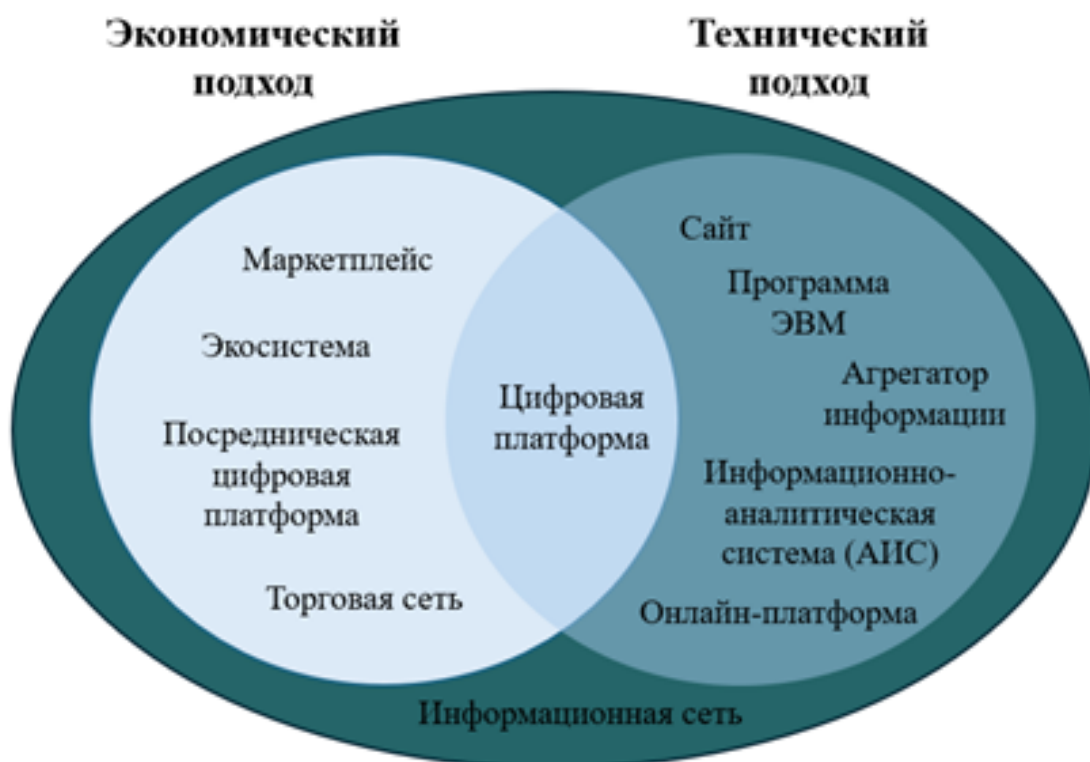 Экономический
подход
Технический
подход
Маркетплейс
Экосистема
Посредническая
цифровая
платформа
Торговая сеть
Цифровая
платформа
Сайт
Программа
ЭВМ
Агрегатор
информации
Информационно-
аналитическая
система (АИС)
Онлайн-платформа
Информационная сеть